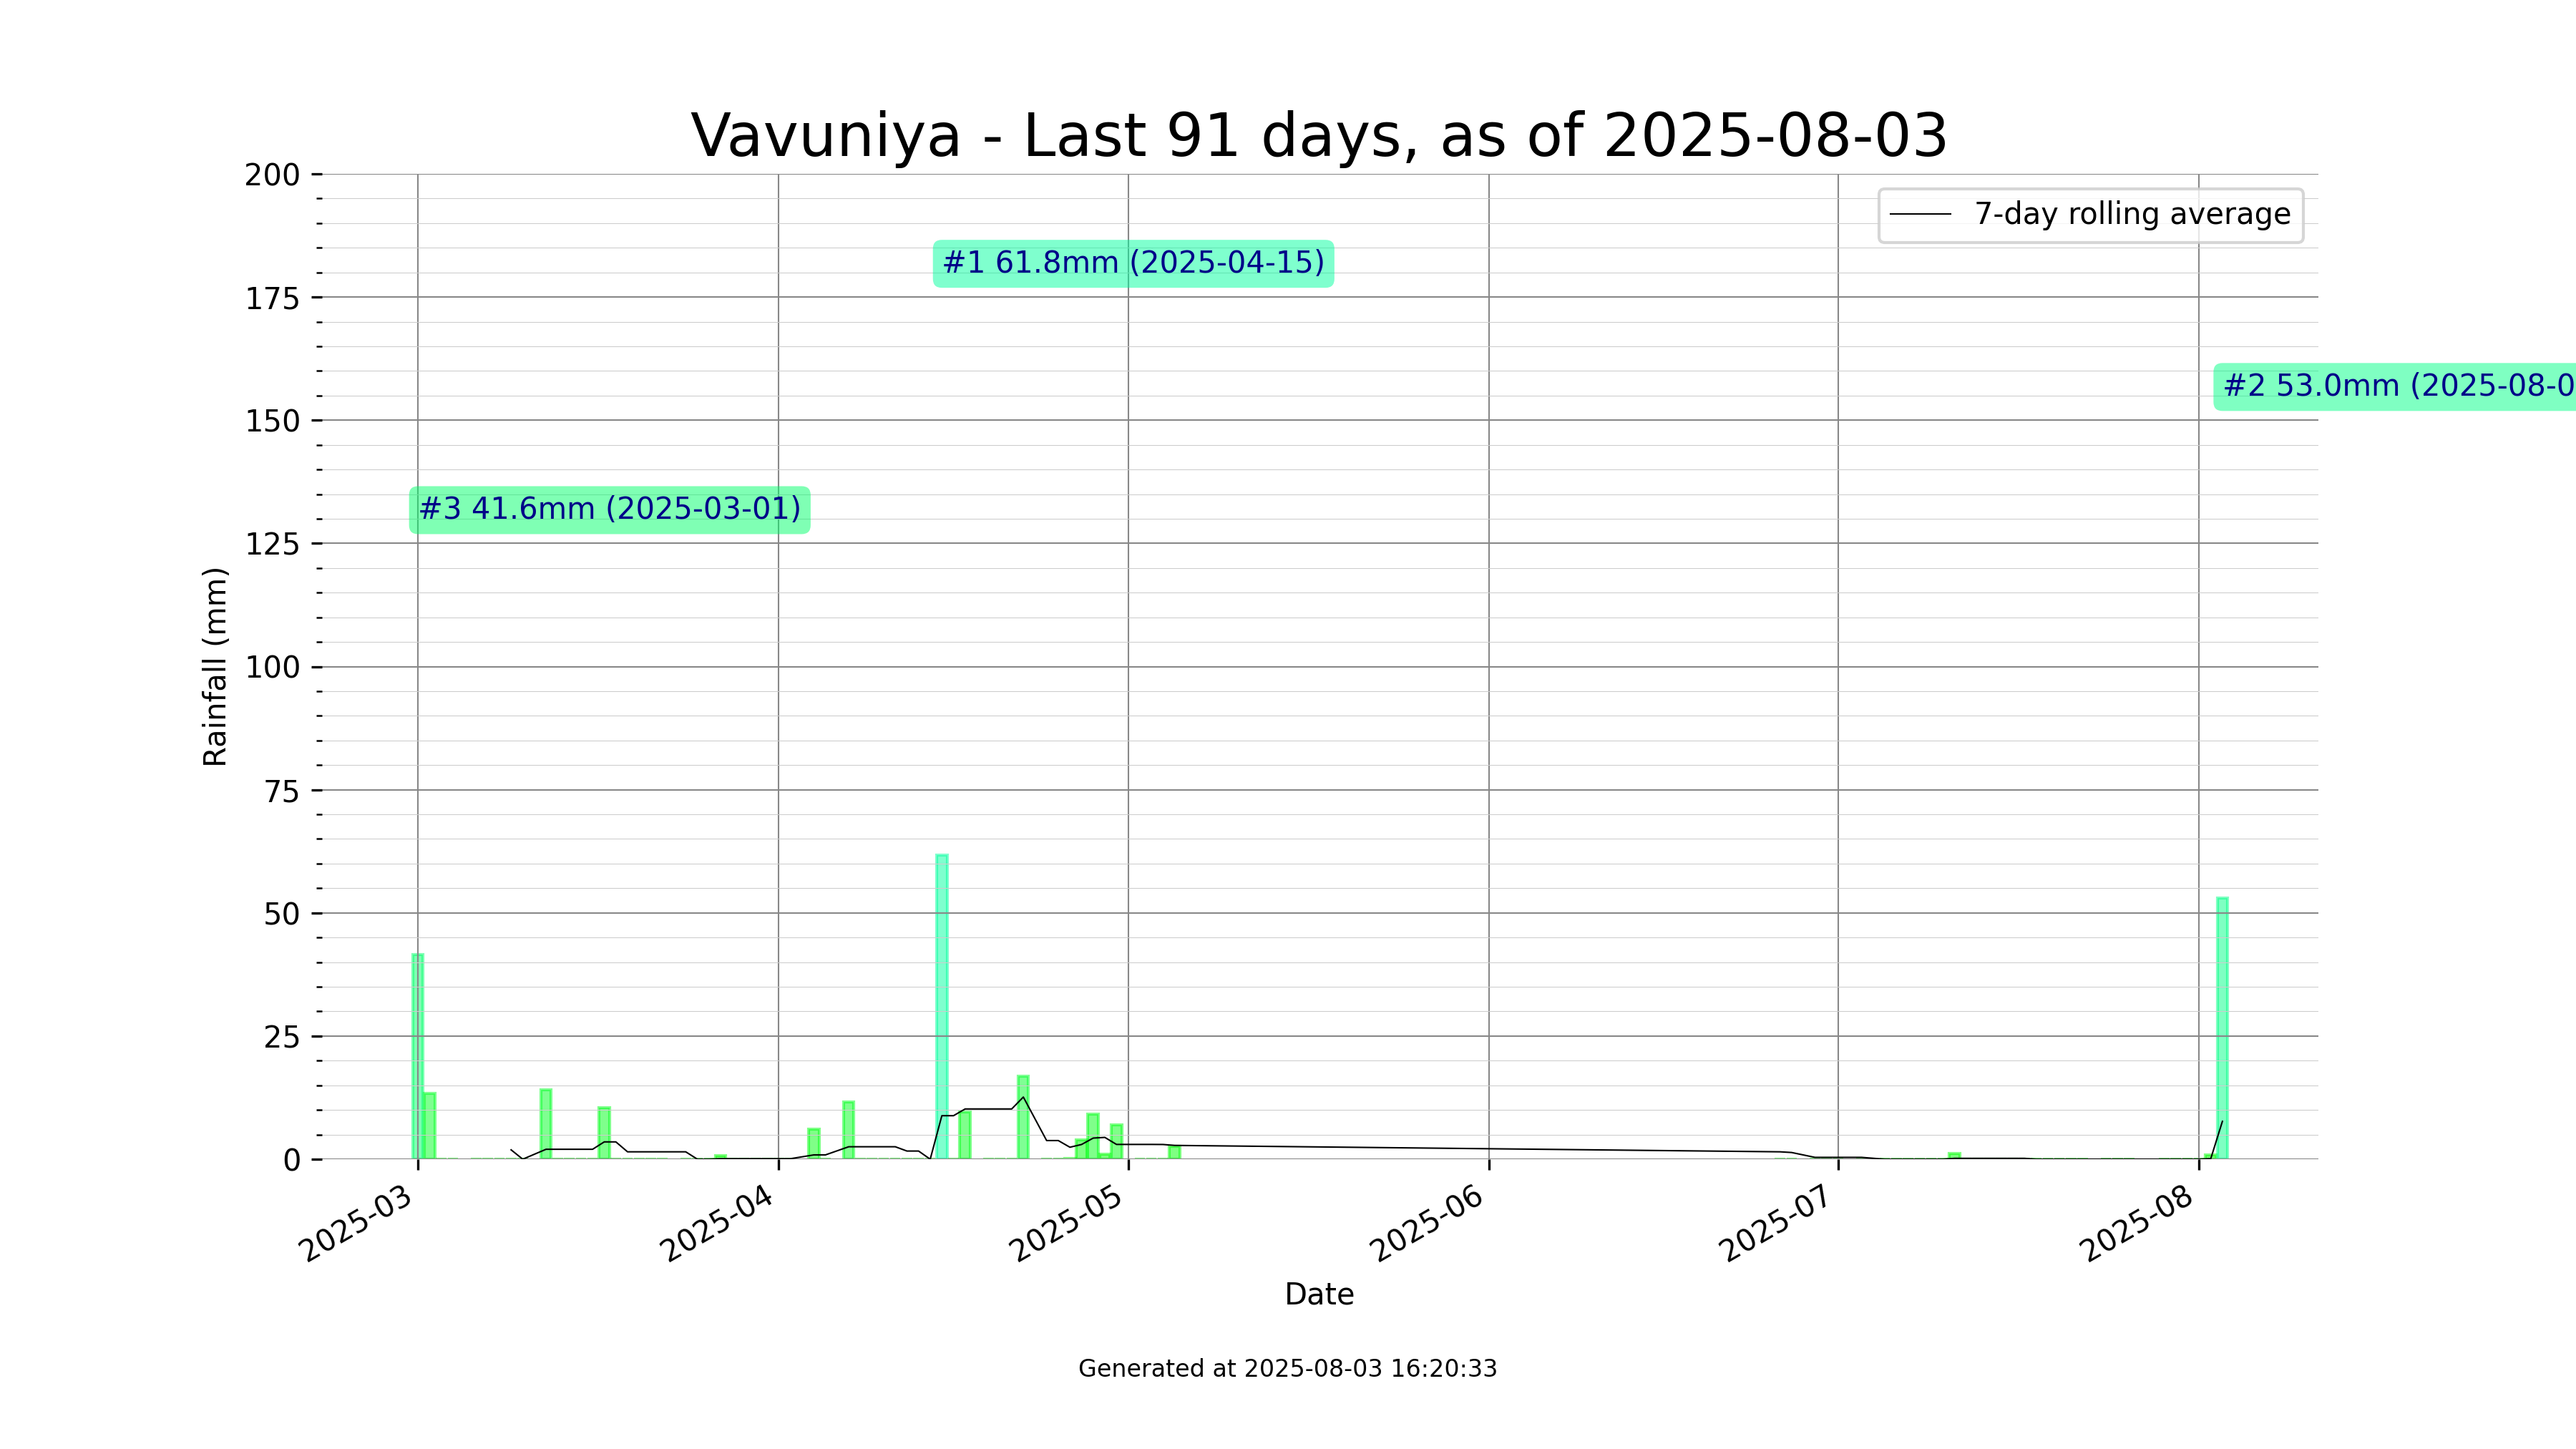 Vavuniya - Last 91 days, as of 2025-08-03
200
175
150
125
100
75
50
25
0
Rainfall (mm)
7-day rolling average
#1 61.8mm (2025-04-15)
#2 53.0mm (2025-08-0
#3 41.6mm (2025-03-01)
2025-03
2025-04
2025-05
2025-06
2025-07
2025-08
Date
Generated at 2025-08-03 16:20:33